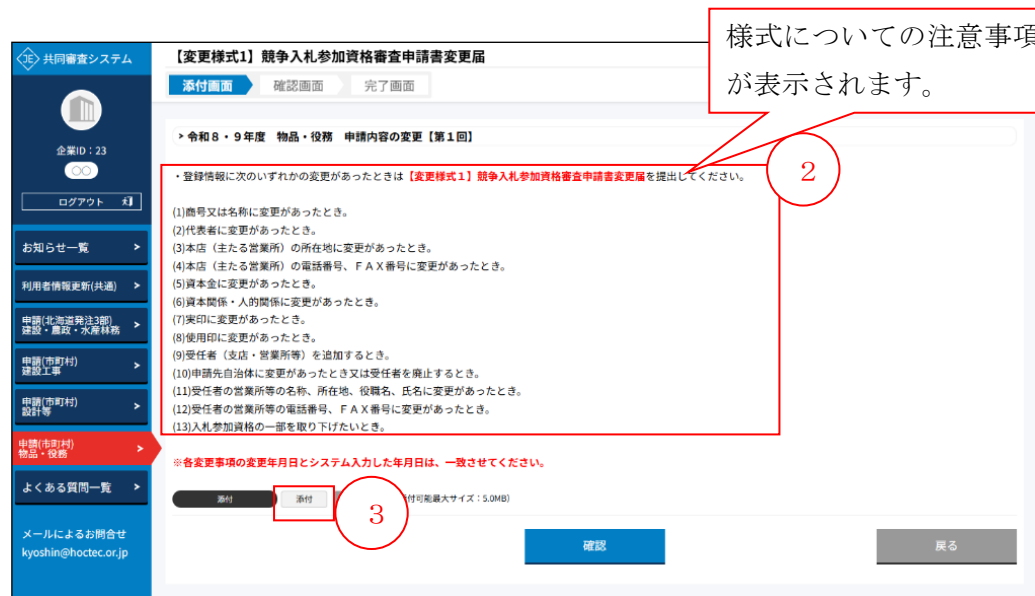 様式についての注意事項
が表示されます。
JE 共同審査システム
【変更様式1】競争入札参加資格審査申請書変更届
添付画面
確認画面
完了画面
企業ID：23
〇〇
ログアウト
お知らせ一覧 >
利用者情報更新(共通) >
申請(北海道発注3部)
建設・農政・水産林務 >
申請(市町村)
建設工事 >
申請(市町村)
設計等 >
申請(市町村)
物品・役務 >
よくある質問一覧 >
メールによるお問合せ
kyoshin@hoctec.or.jp
> 令和８・９年度　物品・役務　申請内容の変更【第１回】
2
・登録情報に次のいずれかの変更があったときは【変更様式１】競争入札参加資格審査申請書変更届を提出してください。
(1)商号又は名称に変更があったとき。
(2)代表者に変更があったとき。
(3)本店（主たる営業所）の所在地に変更があったとき。
(4)本店（主たる営業所）の電話番号、ＦＡＸ番号に変更があったとき。
(5)資本金に変更があったとき。
(6)資本関係・人的関係に変更があったとき。
(7)実印に変更があったとき。
(8)使用印に変更があったとき。
(9)受任者（支店・営業所等）を追加するとき。
(10)申請先自治体に変更があったとき又は受任者を廃止するとき。
(11)受任者の営業所等の名称、所在地、役職名、氏名に変更があったとき。
(12)受任者の営業所等の電話番号、ＦＡＸ番号に変更があったとき。
(13)入札参加資格の一部を取り下げたいとき。
※各変更事項の変更年月日とシステム入力した年月日は、一致させてください。
添付
添付
付可能最大サイズ：5.0MB)
3
確認
戻る